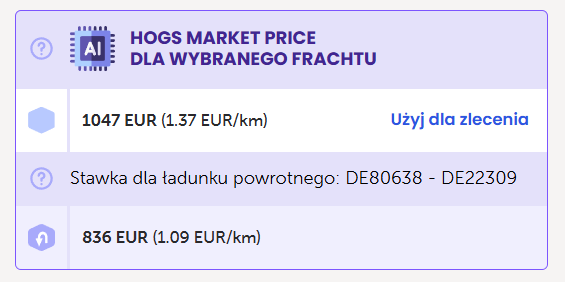 ?
AI
HOGS MARKET PRICE
DLA WYBRANEGO FRACHTU
1047 EUR (1.37 EUR/km)
Użyj dla zlecenia
?
Stawka dla ładunku powrotnego: DE80638 - DE22309
836 EUR (1.09 EUR/km)